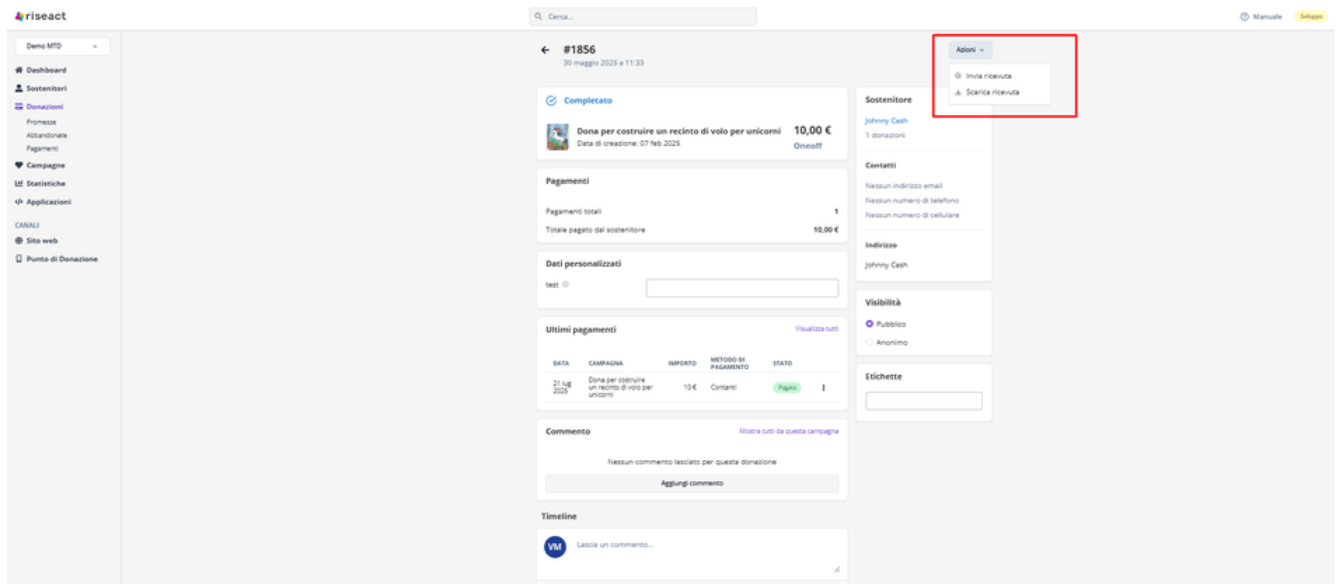 riseact
Cerca...
Manuale
Sviluppo
Demo MTD
Dashboard
Sostenitori
Donazioni
Promesse
Abbandonate
Pagamenti
Campagne
Statistiche
Applicazioni
CANALI
Sito web
Punto di Donazione
#1856
30 maggio 2025 a 11:33
Azioni
Invia ricevuta
Scarica ricevuta
Completato
Dona per costruire un recinto di volo per unicorni 10,00 €
Data di creazione: 07 feb 2025 Oneoff
Pagamenti
Pagamenti totali 1
Totale pagato dal sostenitore 10,00 €
Dati personalizzati
test
Ultimi pagamenti Visualizza tutti
DATA CAMPAGNA IMPORTO METODO DI PAGAMENTO STATO
21 lug 2025 Dona per costruire un recinto di volo per unicorni 10 € Contanti Pagato
Commento Mostra tutti da questa campagna
Nessun commento lasciato per questa donazione
Aggiungi commento
Timeline
VM Lascia un commento...
Sostenitore
Johnny Cash
1 donazioni
Contatti
Nessun indirizzo email
Nessun numero di telefono
Nessun numero di cellulare
Indirizzo
Johnny Cash
Visibilità
Pubblico
Anonimo
Etichette